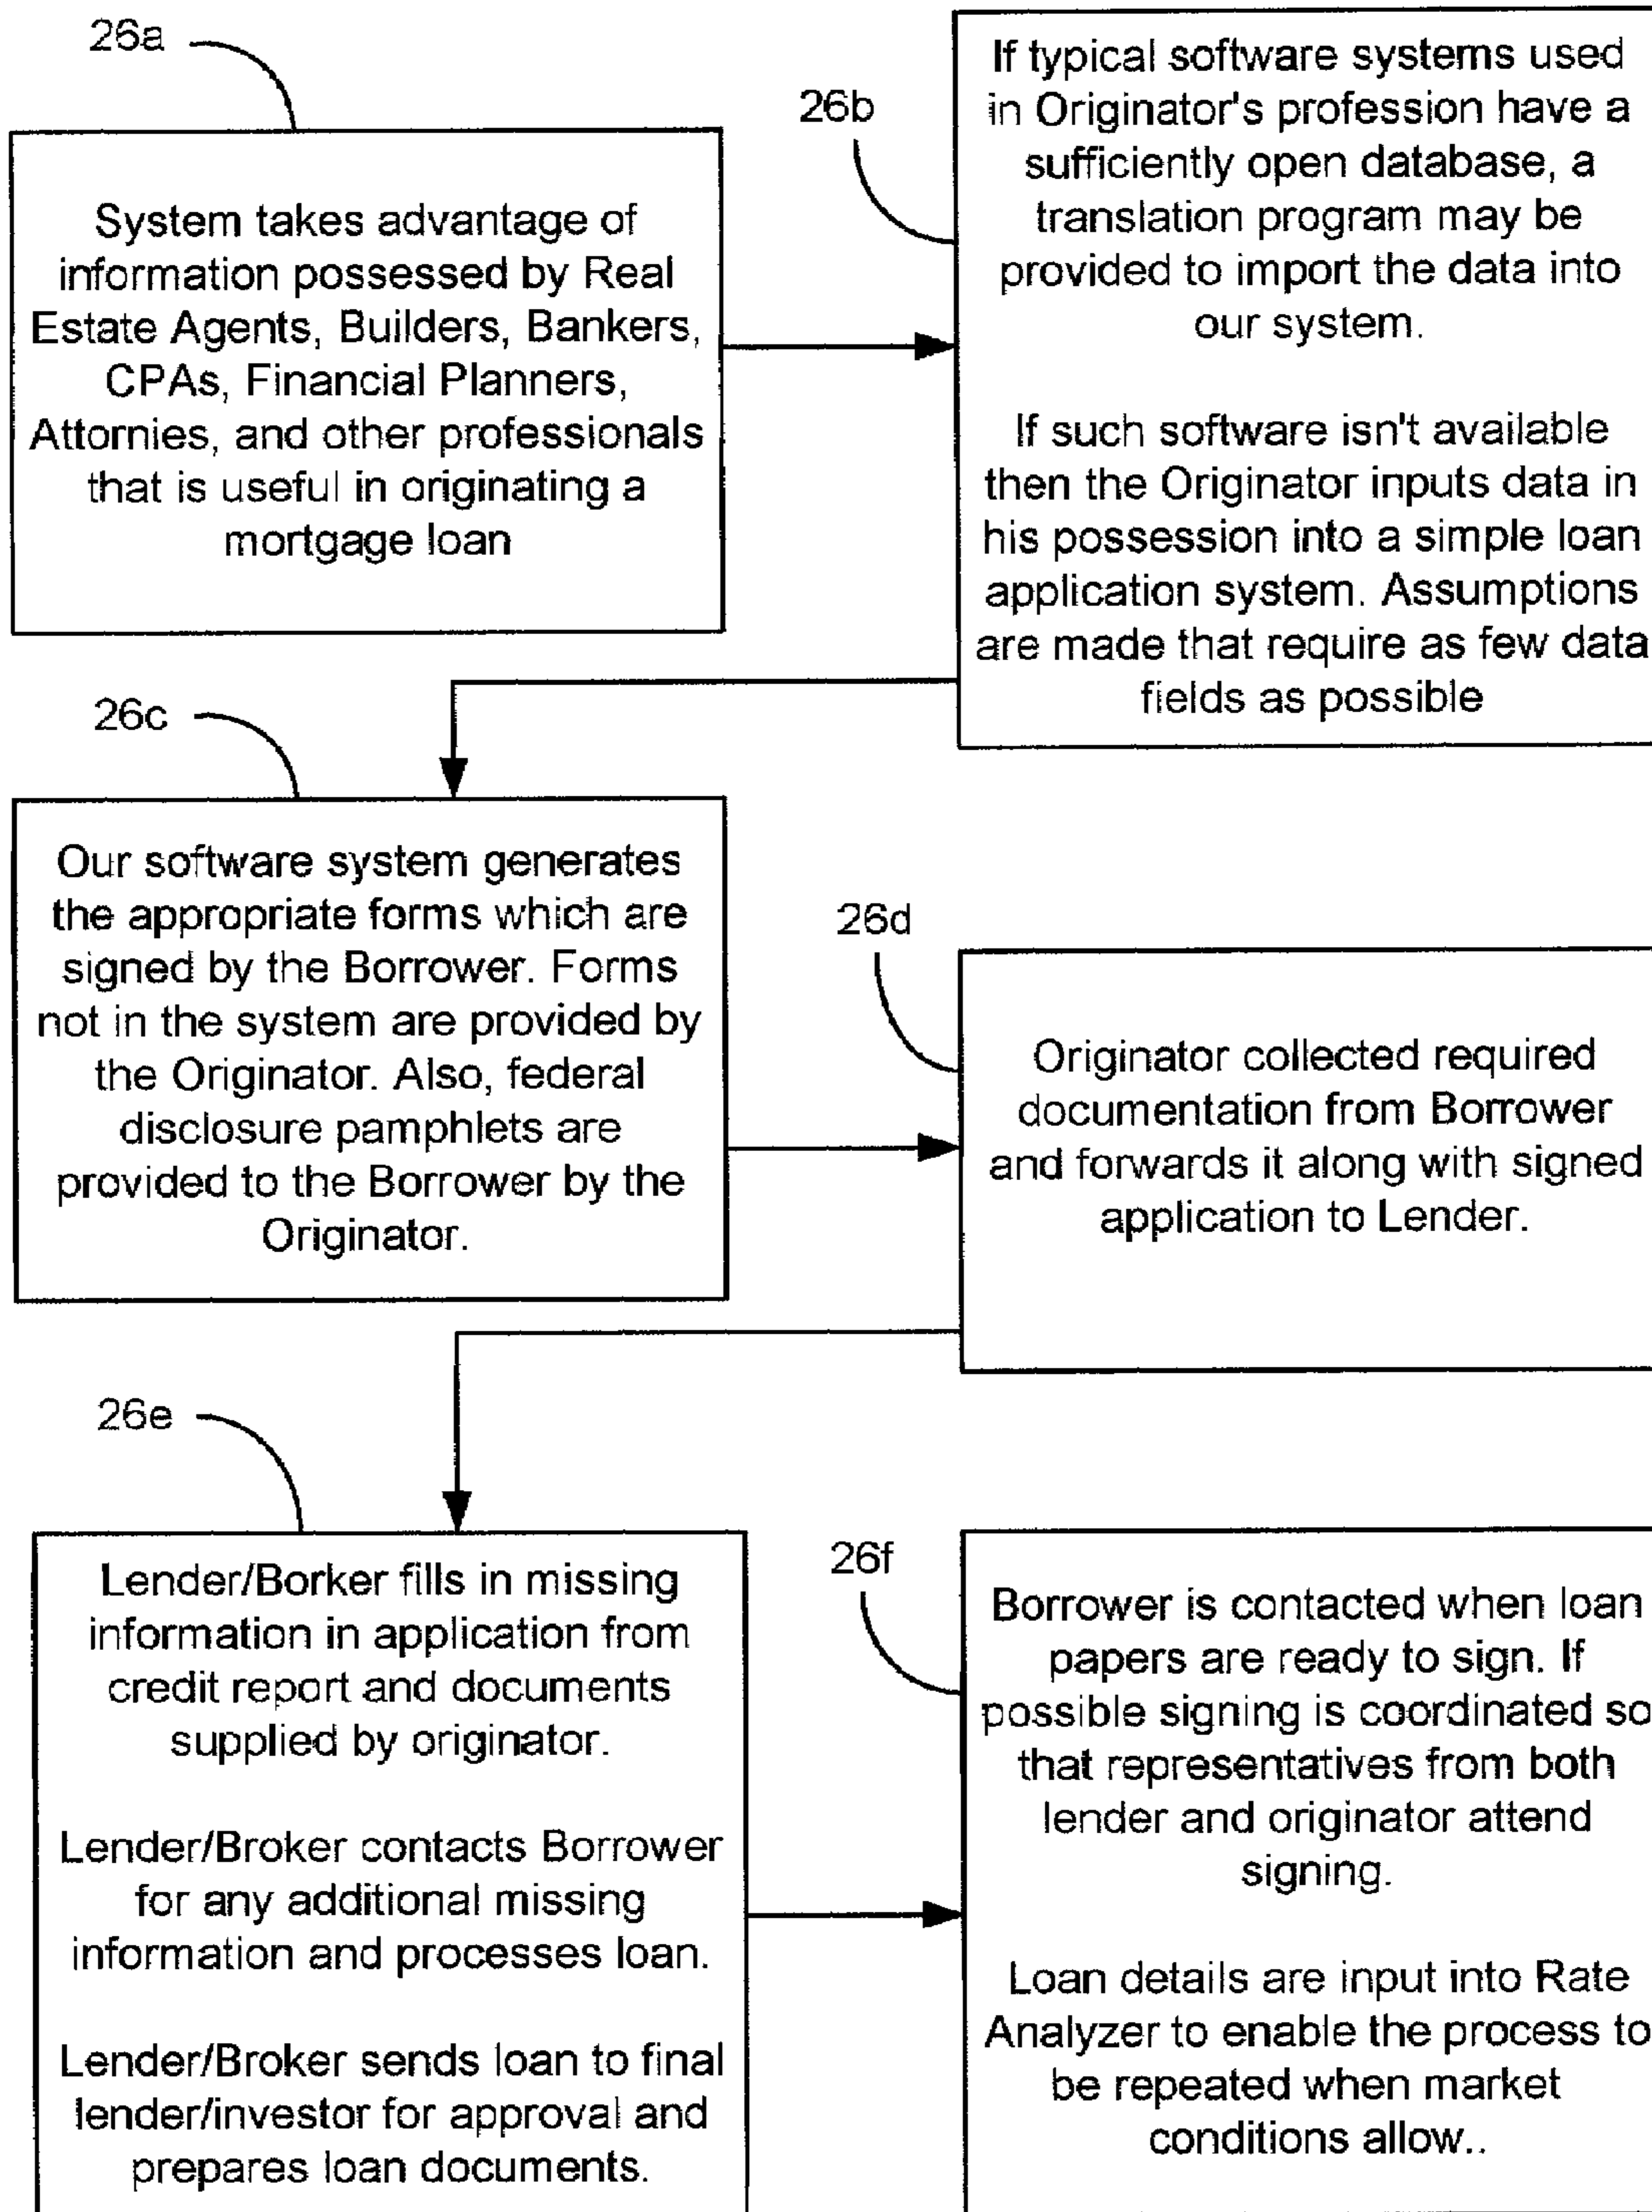 26a
System takes advantage of
information possessed by Real
Estate Agents, Builders, Bankers,
CPAs, Financial Planners,
Attornies, and other professionals
that is useful in originating a
mortgage loan
26b
If typical software systems used
in Originator's profession have a
sufficiently open database, a
translation program may be
provided to import the data into
our system.
If such software isn't available
then the Originator inputs data in
his possession into a simple loan
application system. Assumptions
are made that require as few data
fields as possible
26c
Our software system generates
the appropriate forms which are
signed by the Borrower. Forms
not in the system are provided by
the Originator. Also, federal
disclosure pamphlets are
provided to the Borrower by the
Originator.
26d
Originator collected required
documentation from Borrower
and forwards it along with signed
application to Lender.
26e
Lender/Borker fills in missing
information in application from
credit report and documents
supplied by originator.
Lender/Broker contacts Borrower
for any additional missing
information and processes loan.
Lender/Broker sends loan to final
lender/investor for approval and
prepares loan documents.
26f
Borrower is contacted when loan
papers are ready to sign. If
possible signing is coordinated so
that representatives from both
lender and originator attend
signing.
Loan details are input into Rate
Analyzer to enable the process to
be repeated when market
conditions allow..